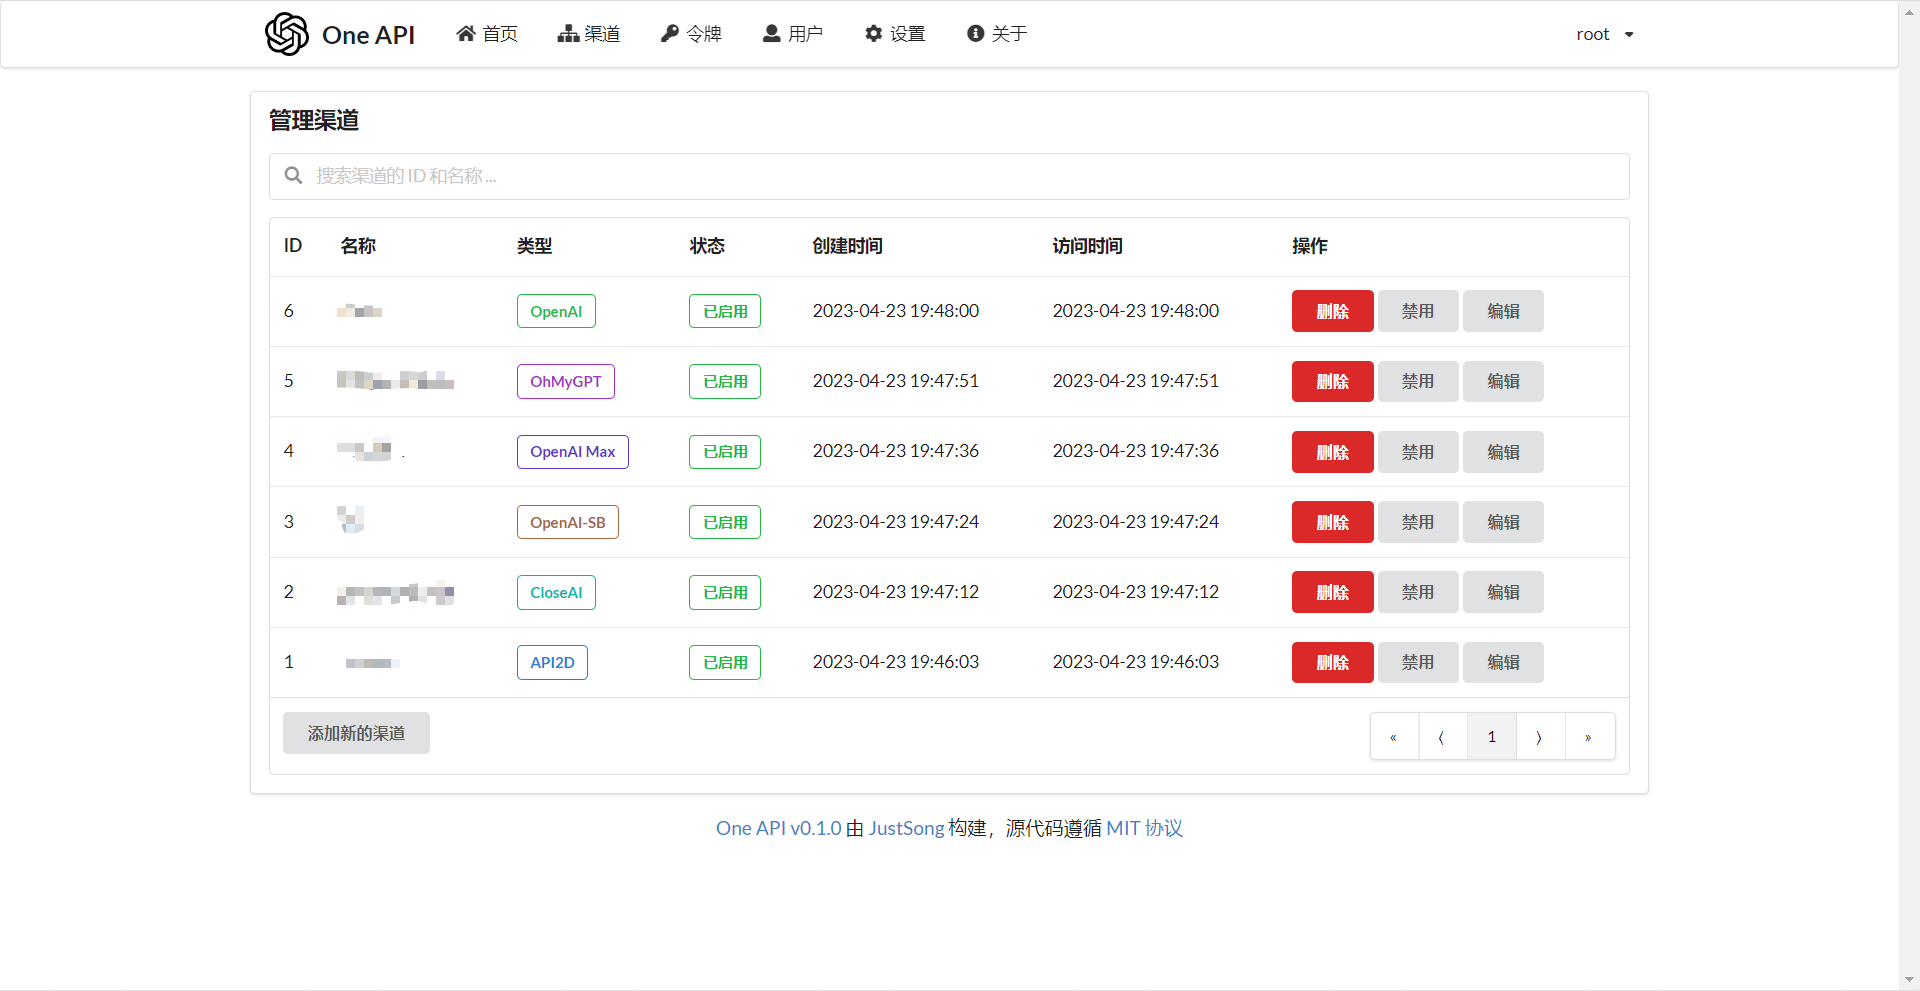 One API 首页 渠道 令牌 用户 设置 关于 root
管理渠道
搜索渠道的 ID 和名称 ...
ID 名称 类型 状态 创建时间 访问时间 操作
6 OpenAI 已启用 2023-04-23 19:48:00 2023-04-23 19:48:00 删除 禁用 编辑
5 OhMyGPT 已启用 2023-04-23 19:47:51 2023-04-23 19:47:51 删除 禁用 编辑
4 OpenAI Max 已启用 2023-04-23 19:47:36 2023-04-23 19:47:36 删除 禁用 编辑
3 OpenAI-SB 已启用 2023-04-23 19:47:24 2023-04-23 19:47:24 删除 禁用 编辑
2 CloseAI 已启用 2023-04-23 19:47:12 2023-04-23 19:47:12 删除 禁用 编辑
1 API2D 已启用 2023-04-23 19:46:03 2023-04-23 19:46:03 删除 禁用 编辑
添加新的渠道 « ⟨ 1 ⟩ »
One API v0.1.0 由 JustSong 构建，源代码遵循 MIT 协议